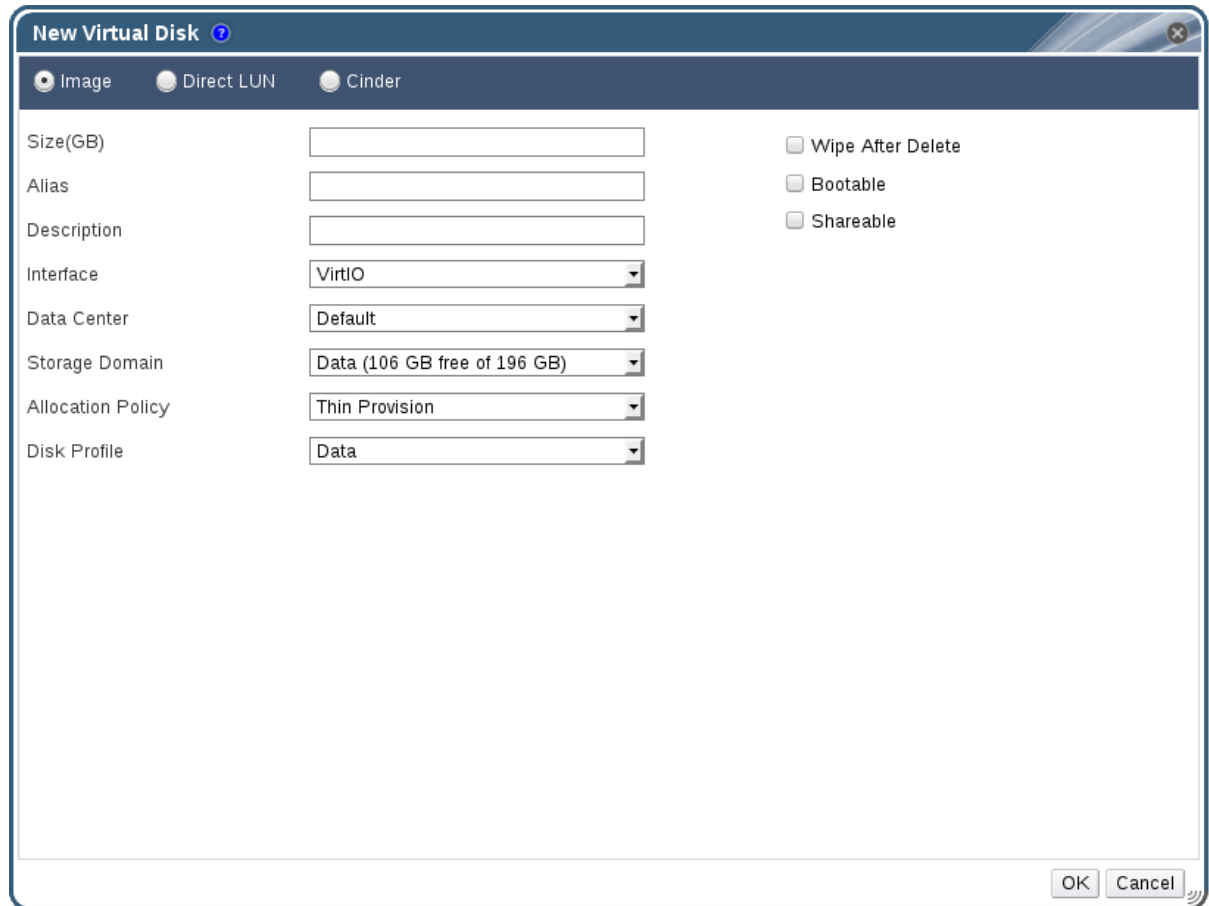 New Virtual Disk ?
Image Direct LUN Cinder
Size(GB)
Wipe After Delete
Alias
Bootable
Description
Shareable
Interface VirtIO
Data Center Default
Storage Domain Data (106 GB free of 196 GB)
Allocation Policy Thin Provision
Disk Profile Data
OK Cancel